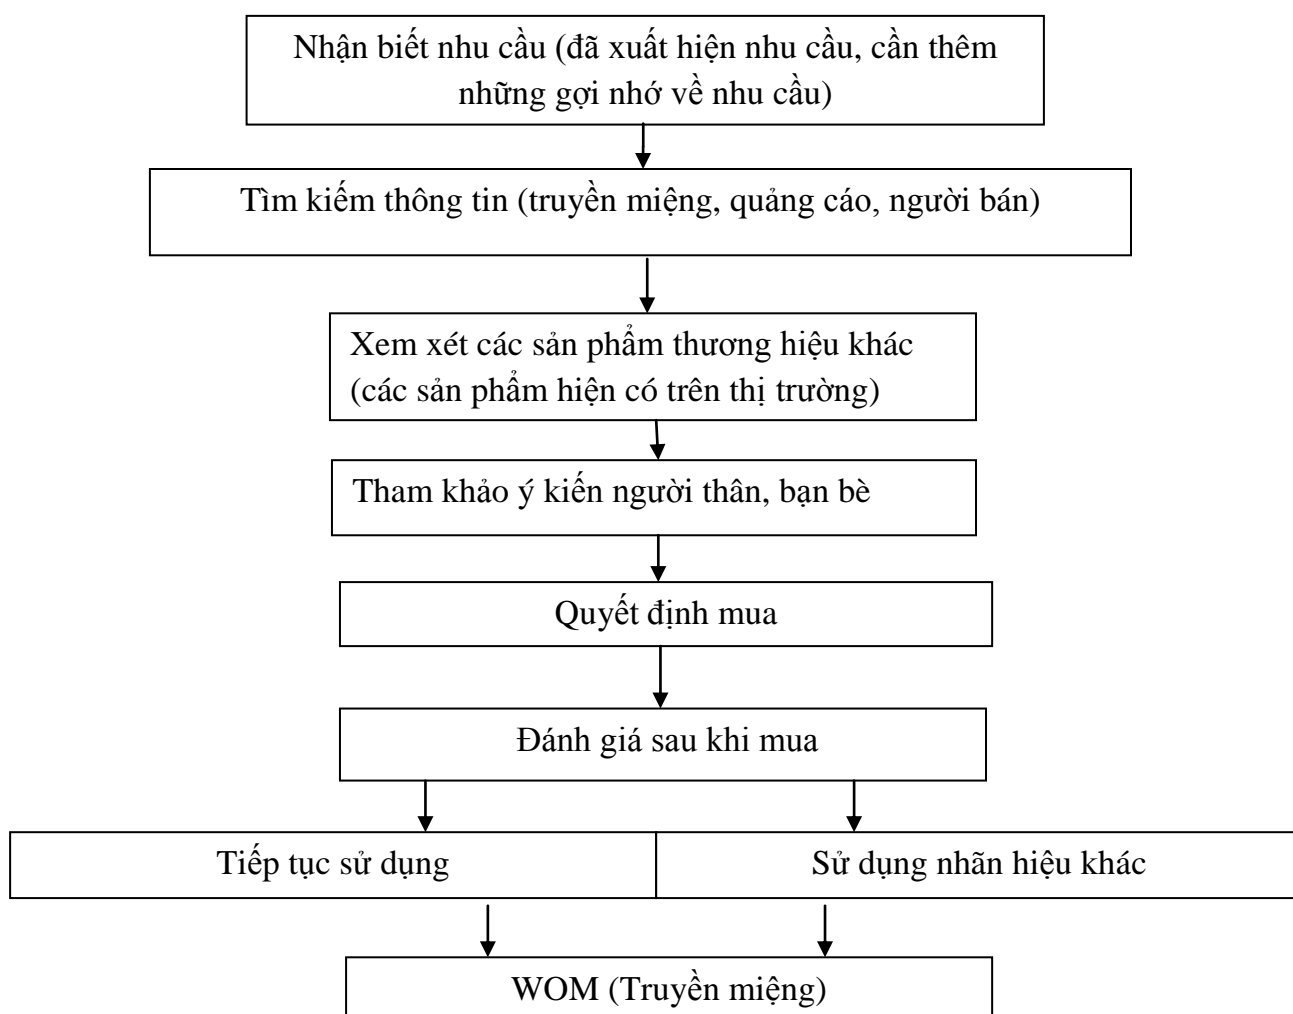 Nhận biết nhu cầu (đã xuất hiện nhu cầu, cần thêm
những gợi nhớ về nhu cầu)
Tìm kiếm thông tin (truyền miệng, quảng cáo, người bán)
Xem xét các sản phẩm thương hiệu khác
(các sản phẩm hiện có trên thị trường)
Tham khảo ý kiến người thân, bạn bè
Quyết định mua
Đánh giá sau khi mua
Tiếp tục sử dụng
Sử dụng nhãn hiệu khác
WOM (Truyền miệng)